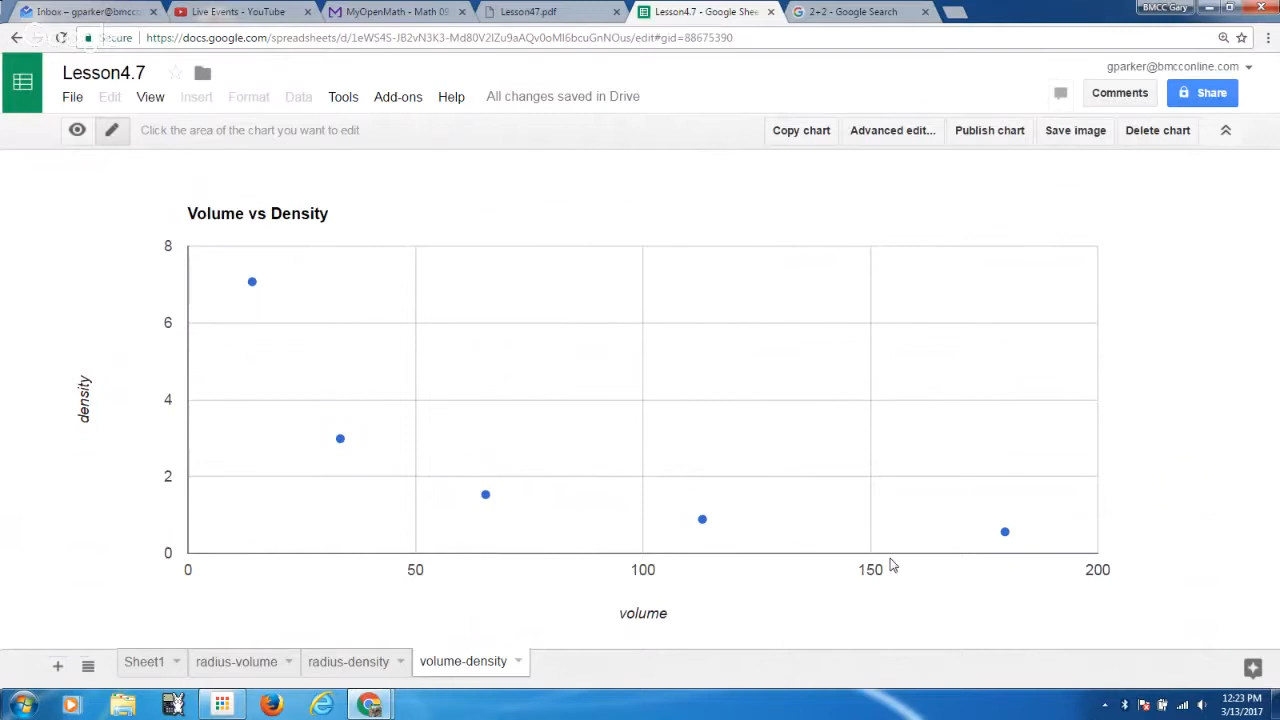 Inbox – gparker@bmcc
Live Events - YouTube
MyOpenMath - Math 09
Lesson47.pdf
Lesson4.7 - Google Shee
2+2 - Google Search
BMCC Gary
https://docs.google.com/spreadsheets/d/1eWS4S-JB2vN3K3-Md80V2IZu9aAQv0oMI6bcuGnNOus/edit#gid=88675390
Lesson4.7
gparker@bmcconline.com
File Edit View Insert Format Data Tools Add-ons Help All changes saved in Drive
Comments Share
Click the area of the chart you want to edit
Copy chart Advanced edit... Publish chart Save image Delete chart
Volume vs Density
8
6
4
2
0
density
0 50 100 150 200
volume
Sheet1 radius-volume radius-density volume-density
12:23 PM
3/13/2017